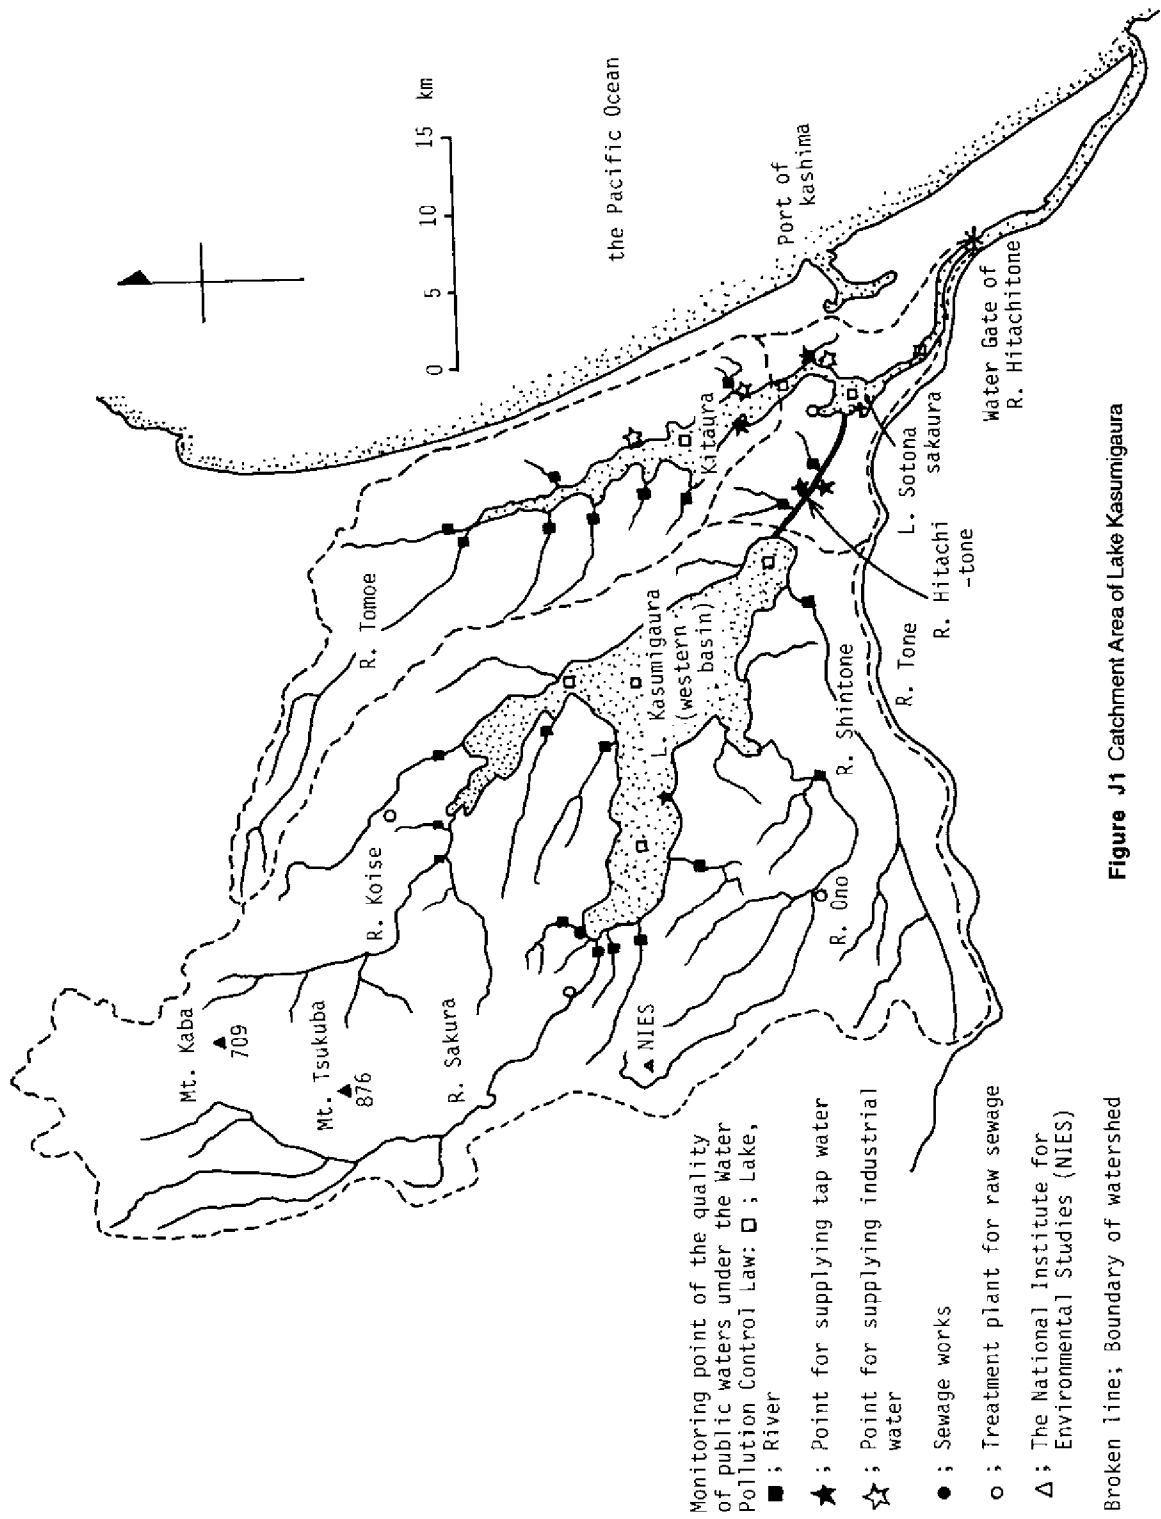 Mt. Kaba
709
Mt. Tsukuba
876
R. Sakura
R. Koise
R. Tomoe
NIES
R. Ono
L. Kasumigaura
(western
basin)
R. Shintone
R. Tone
R. Hitachi
-tone
L. Sotona
sakaura
Kitaura
Water Gate of
R. Hitachitone
Port of
kashima
the Pacific Ocean
0 5 10 15 km
Monitoring point of the quality
of public waters under the Water
Pollution Control Law: □ ; Lake,
■ ; River
★ ; Point for supplying tap water
☆ ; Point for supplying industrial
water
● ; Sewage works
○ ; Treatment plant for raw sewage
△ ; The National Institute for
Environmental Studies (NIES)
Broken line; Boundary of watershed
Figure J1 Catchment Area of Lake Kasumigaura